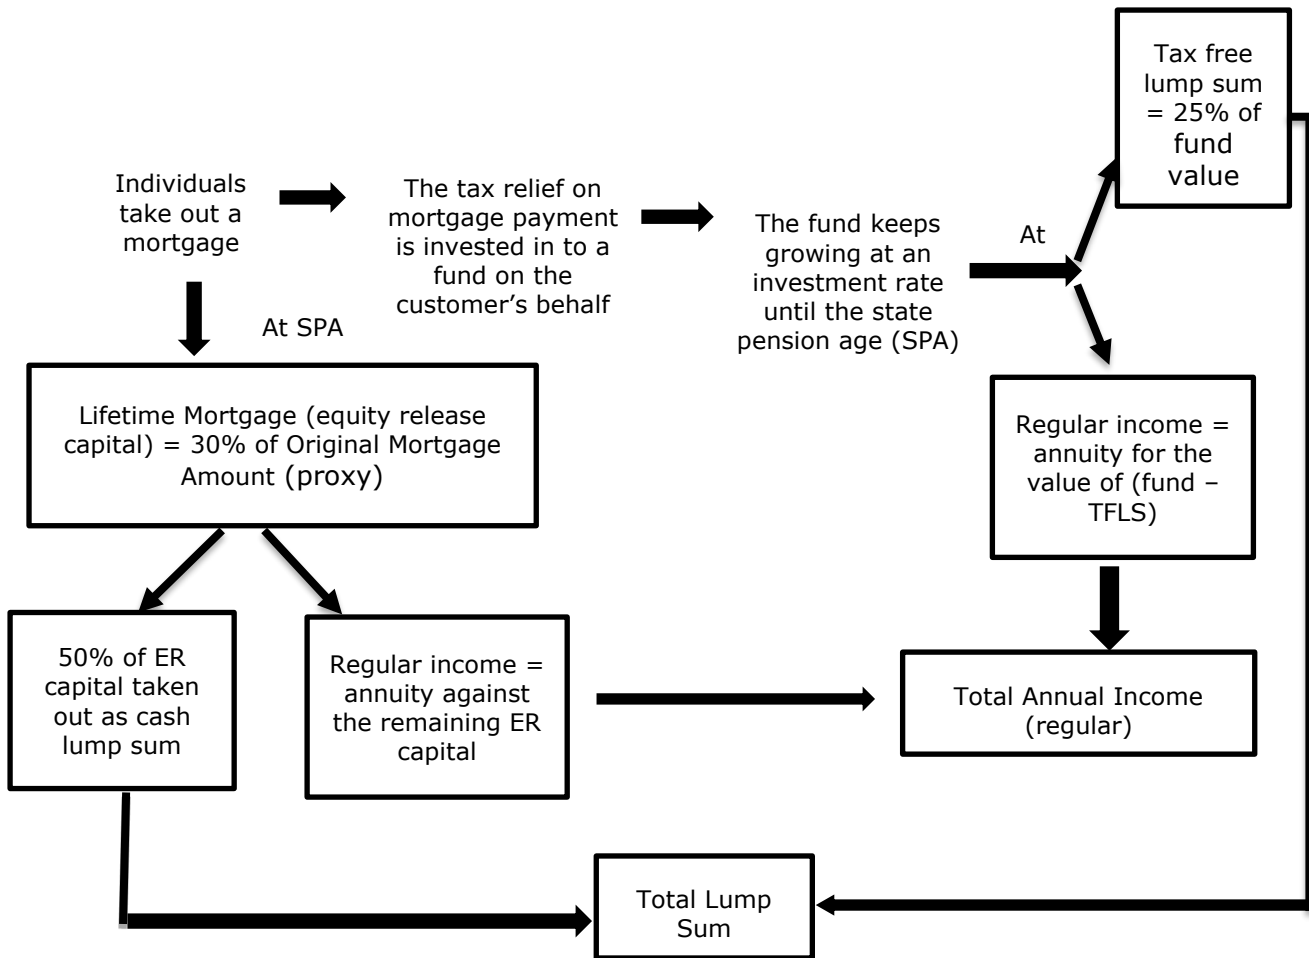 Individuals
take out a
mortgage
The tax relief on
mortgage payment
is invested in to a
fund on the
customer's behalf
The fund keeps
growing at an
investment rate
until the state
pension age (SPA)
At
Tax free
lump sum
= 25% of
fund
value
At SPA
Lifetime Mortgage (equity release
capital) = 30% of Original Mortgage
Amount (proxy)
Regular income =
annuity for the
value of (fund –
TFLS)
50% of ER
capital taken
out as cash
lump sum
Regular income =
annuity against
the remaining ER
capital
Total Annual Income
(regular)
Total Lump
Sum